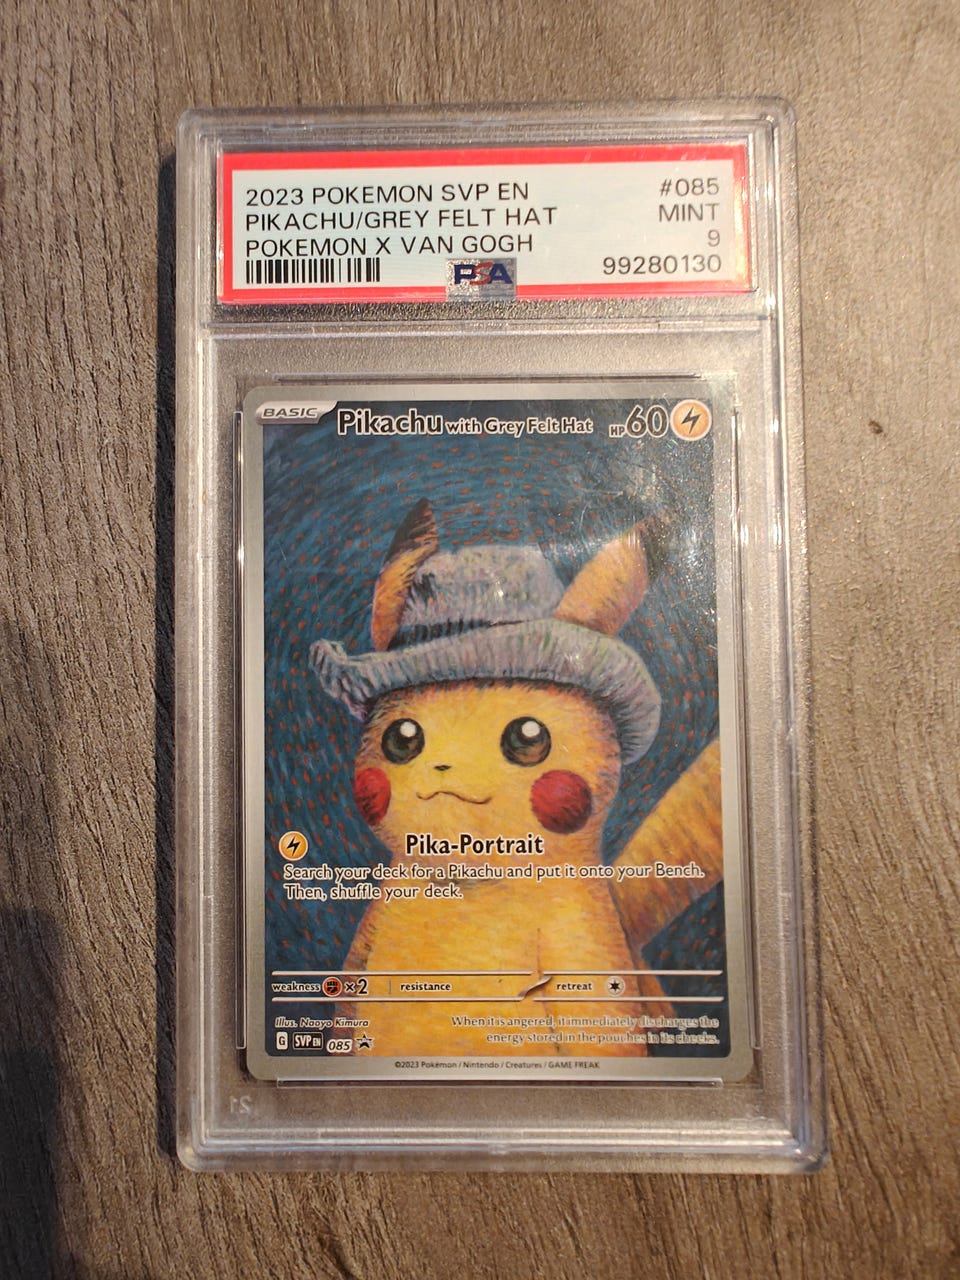 2023 POKEMON SVP EN #085
PIKACHU/GREY FELT HAT MINT
POKEMON X VAN GOGH 9
PSA 99280130
BASIC Pikachu with Grey Felt Hat HP 60
Pika-Portrait
Search your deck for a Pikachu and put it onto your Bench.
Then, shuffle your deck.
weakness ×2 resistance retreat
Illus. Naoyo Kimura
When it is angered, it immediately discharges the
energy stored in the pouches in its cheeks.
G SVP EN 085
©2023 Pokémon / Nintendo / Creatures / GAME FREAK